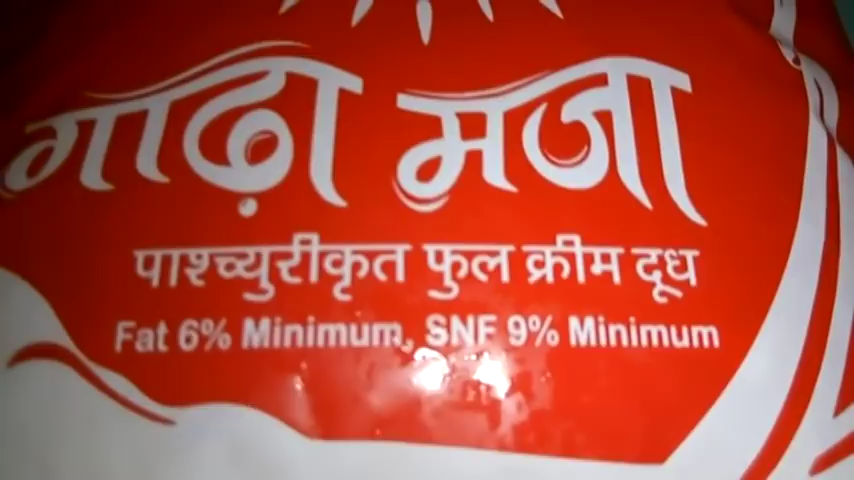 गाढ़ा मजा
पाश्च्युरीकृत फुल क्रीम दूध
Fat 6% Minimum, SNF 9% Minimum